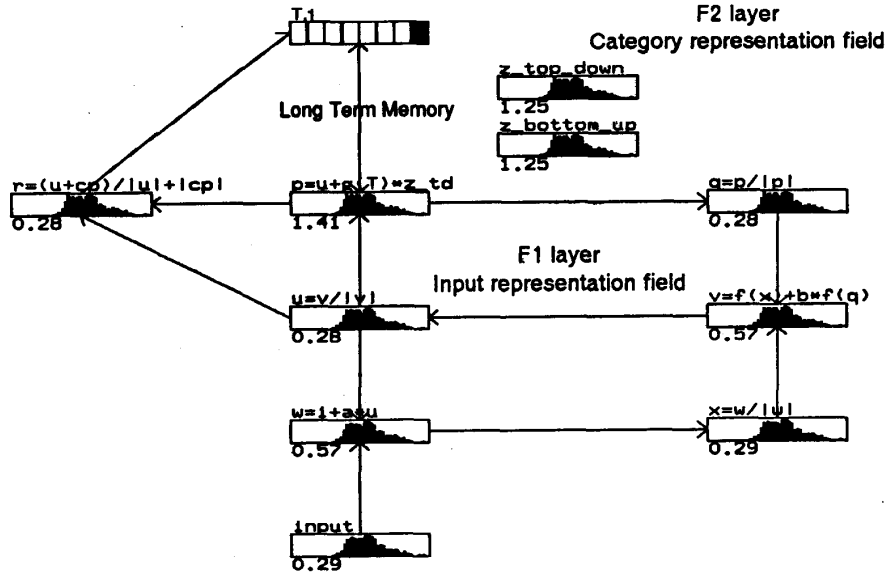 T.1
F2 layer
Category representation field
z_top_down
1.25
Long Term Memory
z_bottom_up
1.25
r=(u+cp)/|u|+|cp|
0.28
p=u+g(T)*z_td
1.41
q=p/|p|
0.28
F1 layer
Input representation field
u=v/|v|
0.28
v=f(x)+b*f(q)
0.57
w=i+a*u
0.57
x=w/|w|
0.29
input
0.29